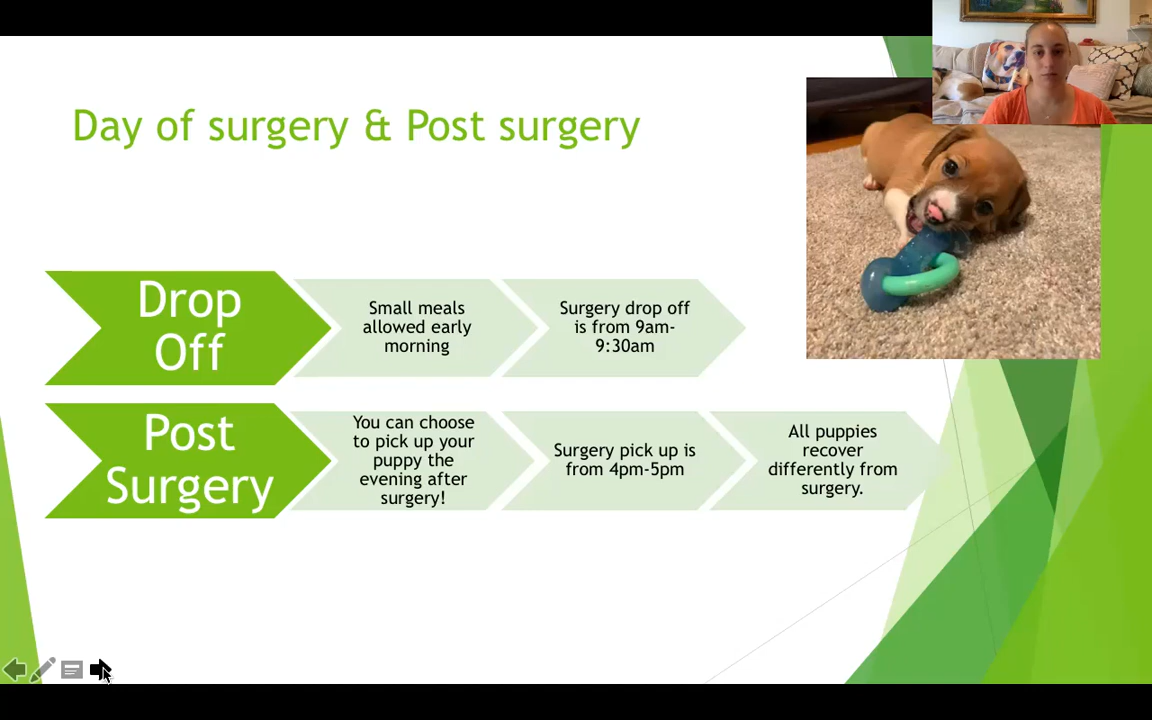 Day of surgery & Post surgery
Drop
Off
Small meals
allowed early
morning
Surgery drop off
is from 9am-
9:30am
Post
Surgery
You can choose
to pick up your
puppy the
evening after
surgery!
Surgery pick up is
from 4pm-5pm
All puppies
recover
differently from
surgery.